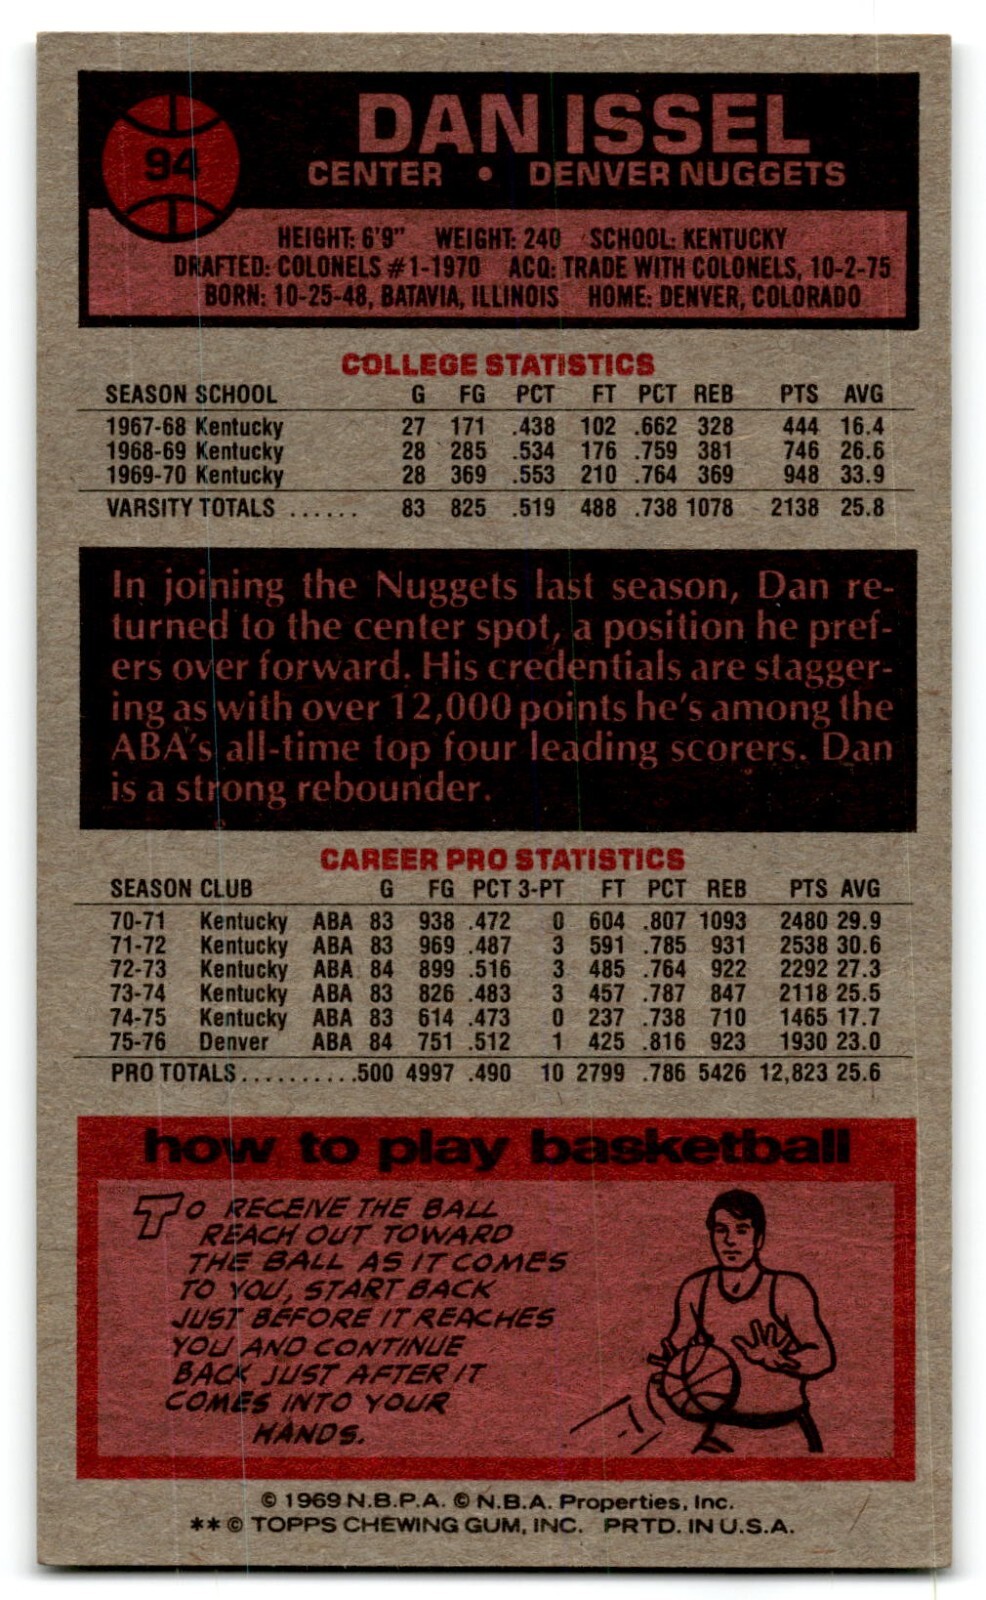 94
DAN ISSEL
CENTER • DENVER NUGGETS
HEIGHT: 6'9" WEIGHT: 240 SCHOOL: KENTUCKY
DRAFTED: COLONELS #1-1970 ACQ: TRADE WITH COLONELS, 10-2-75
BORN: 10-25-48, BATAVIA, ILLINOIS HOME: DENVER, COLORADO
COLLEGE STATISTICS
SEASON SCHOOL G FG PCT FT PCT REB PTS AVG
1967-68 Kentucky 27 171 .438 102 .662 328 444 16.4
1968-69 Kentucky 28 285 .534 176 .759 381 746 26.6
1969-70 Kentucky 28 369 .553 210 .764 369 948 33.9
VARSITY TOTALS ...... 83 825 .519 488 .738 1078 2138 25.8
In joining the Nuggets last season, Dan re-
turned to the center spot, a position he pref-
ers over forward. His credentials are stagger-
ing as with over 12,000 points he's among the
ABA's all-time top four leading scorers. Dan
is a strong rebounder.
CAREER PRO STATISTICS
SEASON CLUB G FG PCT 3-PT FT PCT REB PTS AVG
70-71 Kentucky ABA 83 938 .472 0 604 .807 1093 2480 29.9
71-72 Kentucky ABA 83 969 .487 3 591 .785 931 2538 30.6
72-73 Kentucky ABA 84 899 .516 3 485 .764 922 2292 27.3
73-74 Kentucky ABA 83 826 .483 3 457 .787 847 2118 25.5
74-75 Kentucky ABA 83 614 .473 0 237 .738 710 1465 17.7
75-76 Denver ABA 84 751 .512 1 425 .816 923 1930 23.0
PRO TOTALS..........500 4997 .490 10 2799 .786 5426 12,823 25.6
how to play basketball
TO RECEIVE THE BALL
REACH OUT TOWARD
THE BALL AS IT COMES
TO YOU, START BACK
JUST BEFORE IT REACHES
YOU AND CONTINUE
BACK JUST AFTER IT
COMES INTO YOUR
HANDS.
© 1969 N.B.P.A. © N.B.A. Properties, Inc.
** © TOPPS CHEWING GUM, INC. PRTD. IN U.S.A.